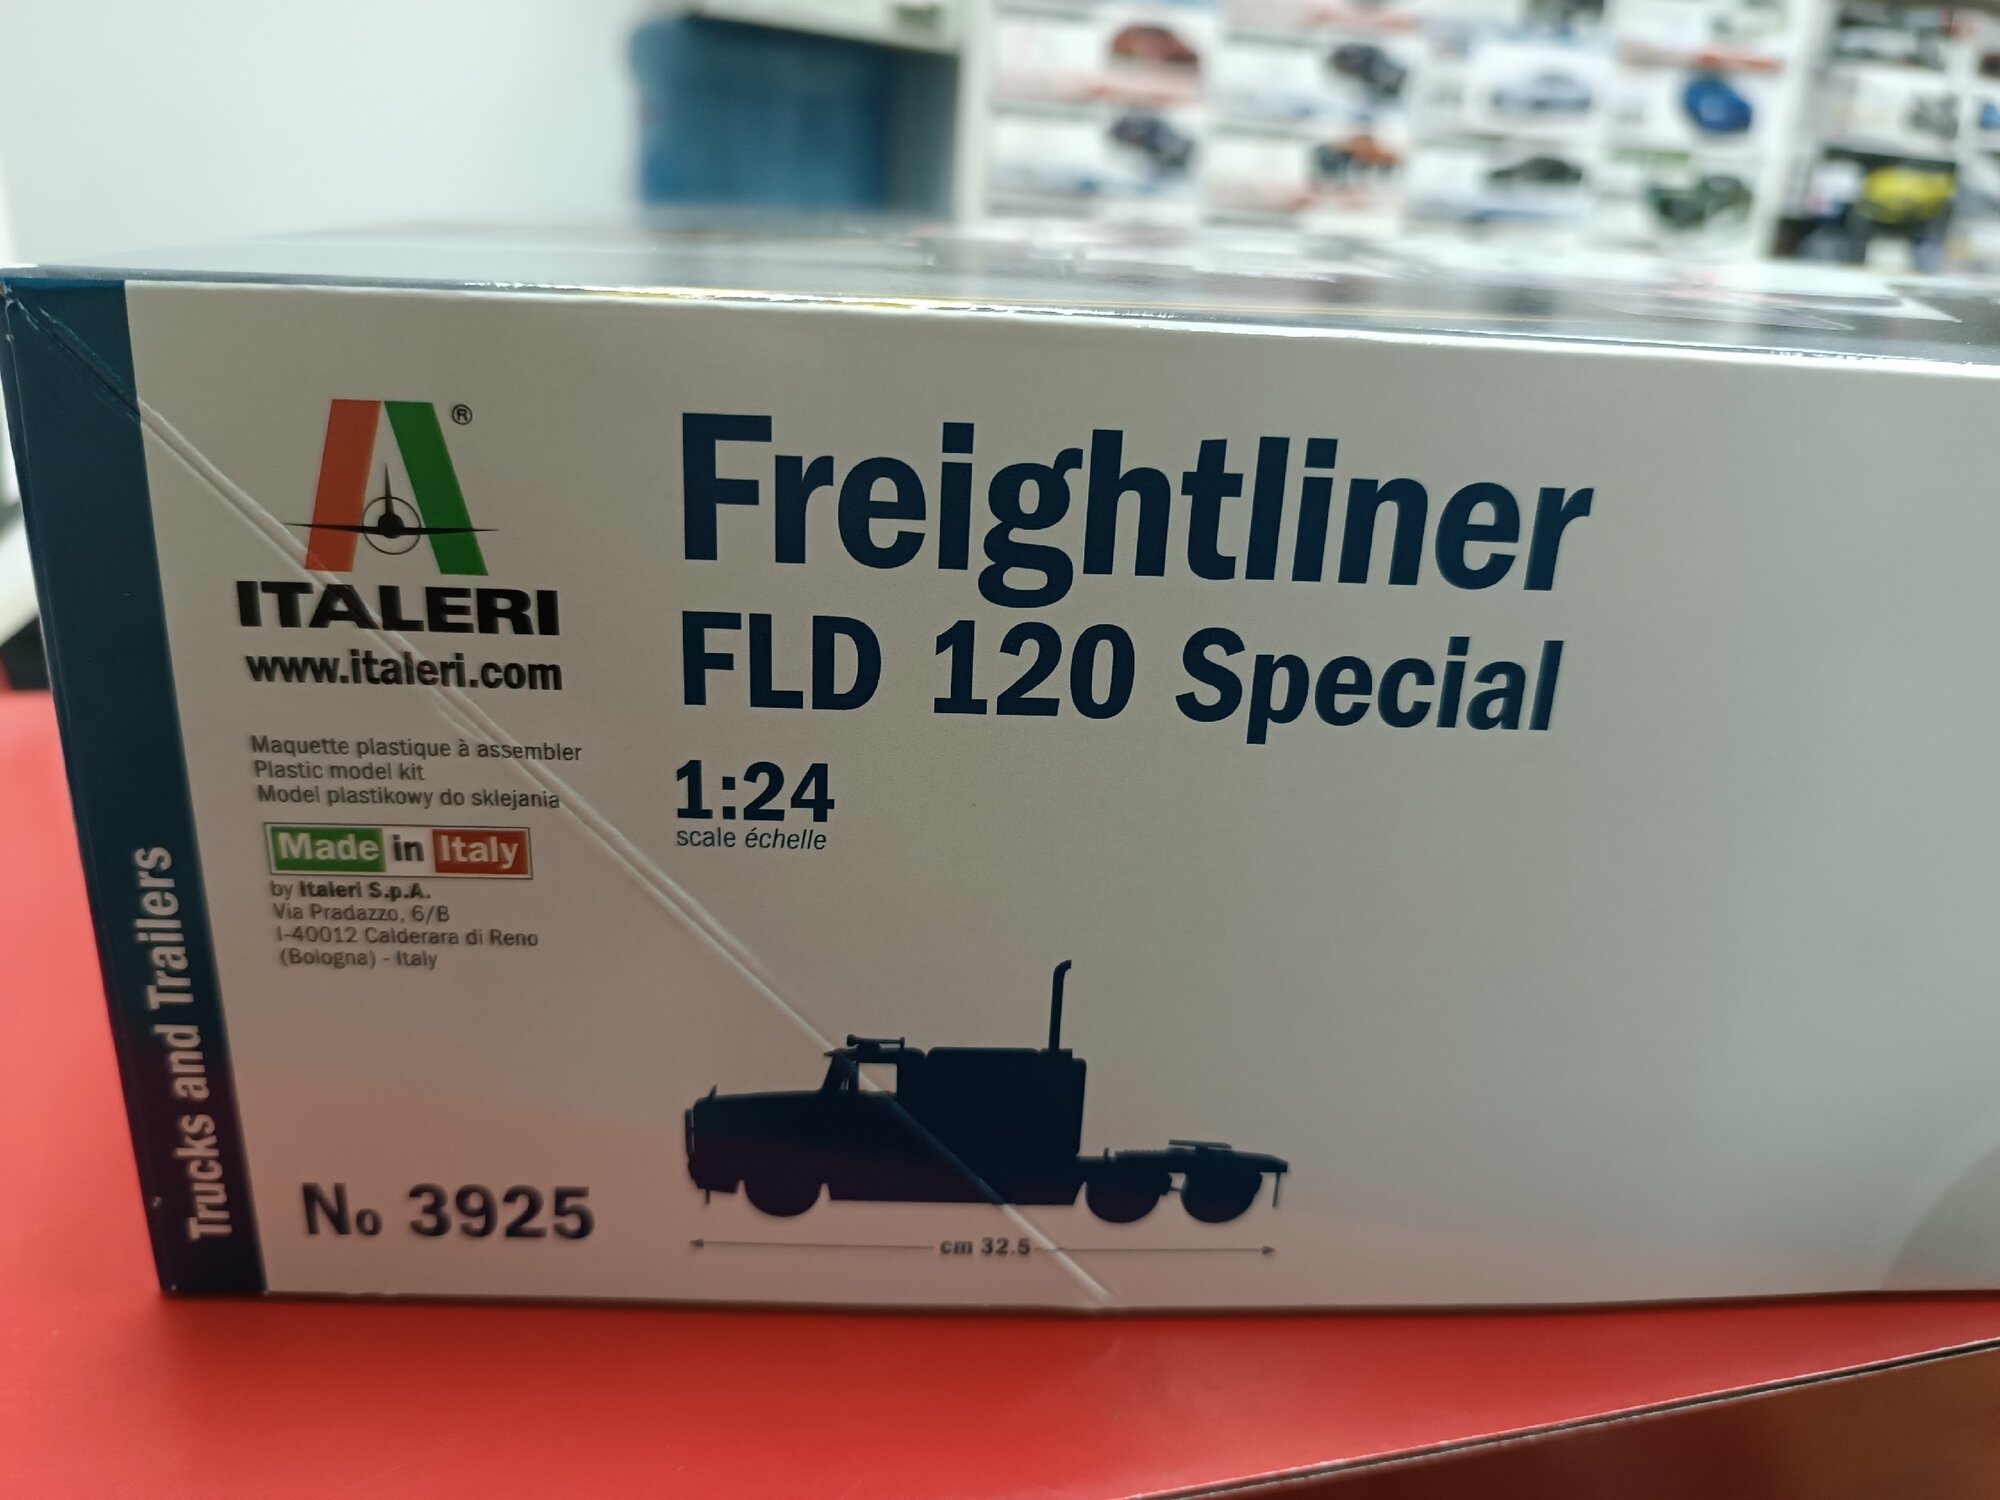 Trucks and Trailers
®
ITALERI
www.italeri.com
Maquette plastique à assembler
Plastic model kit
Model plastikowy do sklejania
Made in Italy
by Italeri S.p.A.
Via Pradazzo, 6/B
I-40012 Calderara di Reno
(Bologna) - Italy
No 3925
Freightliner
FLD 120 Special
1:24
scale échelle
cm 32.5